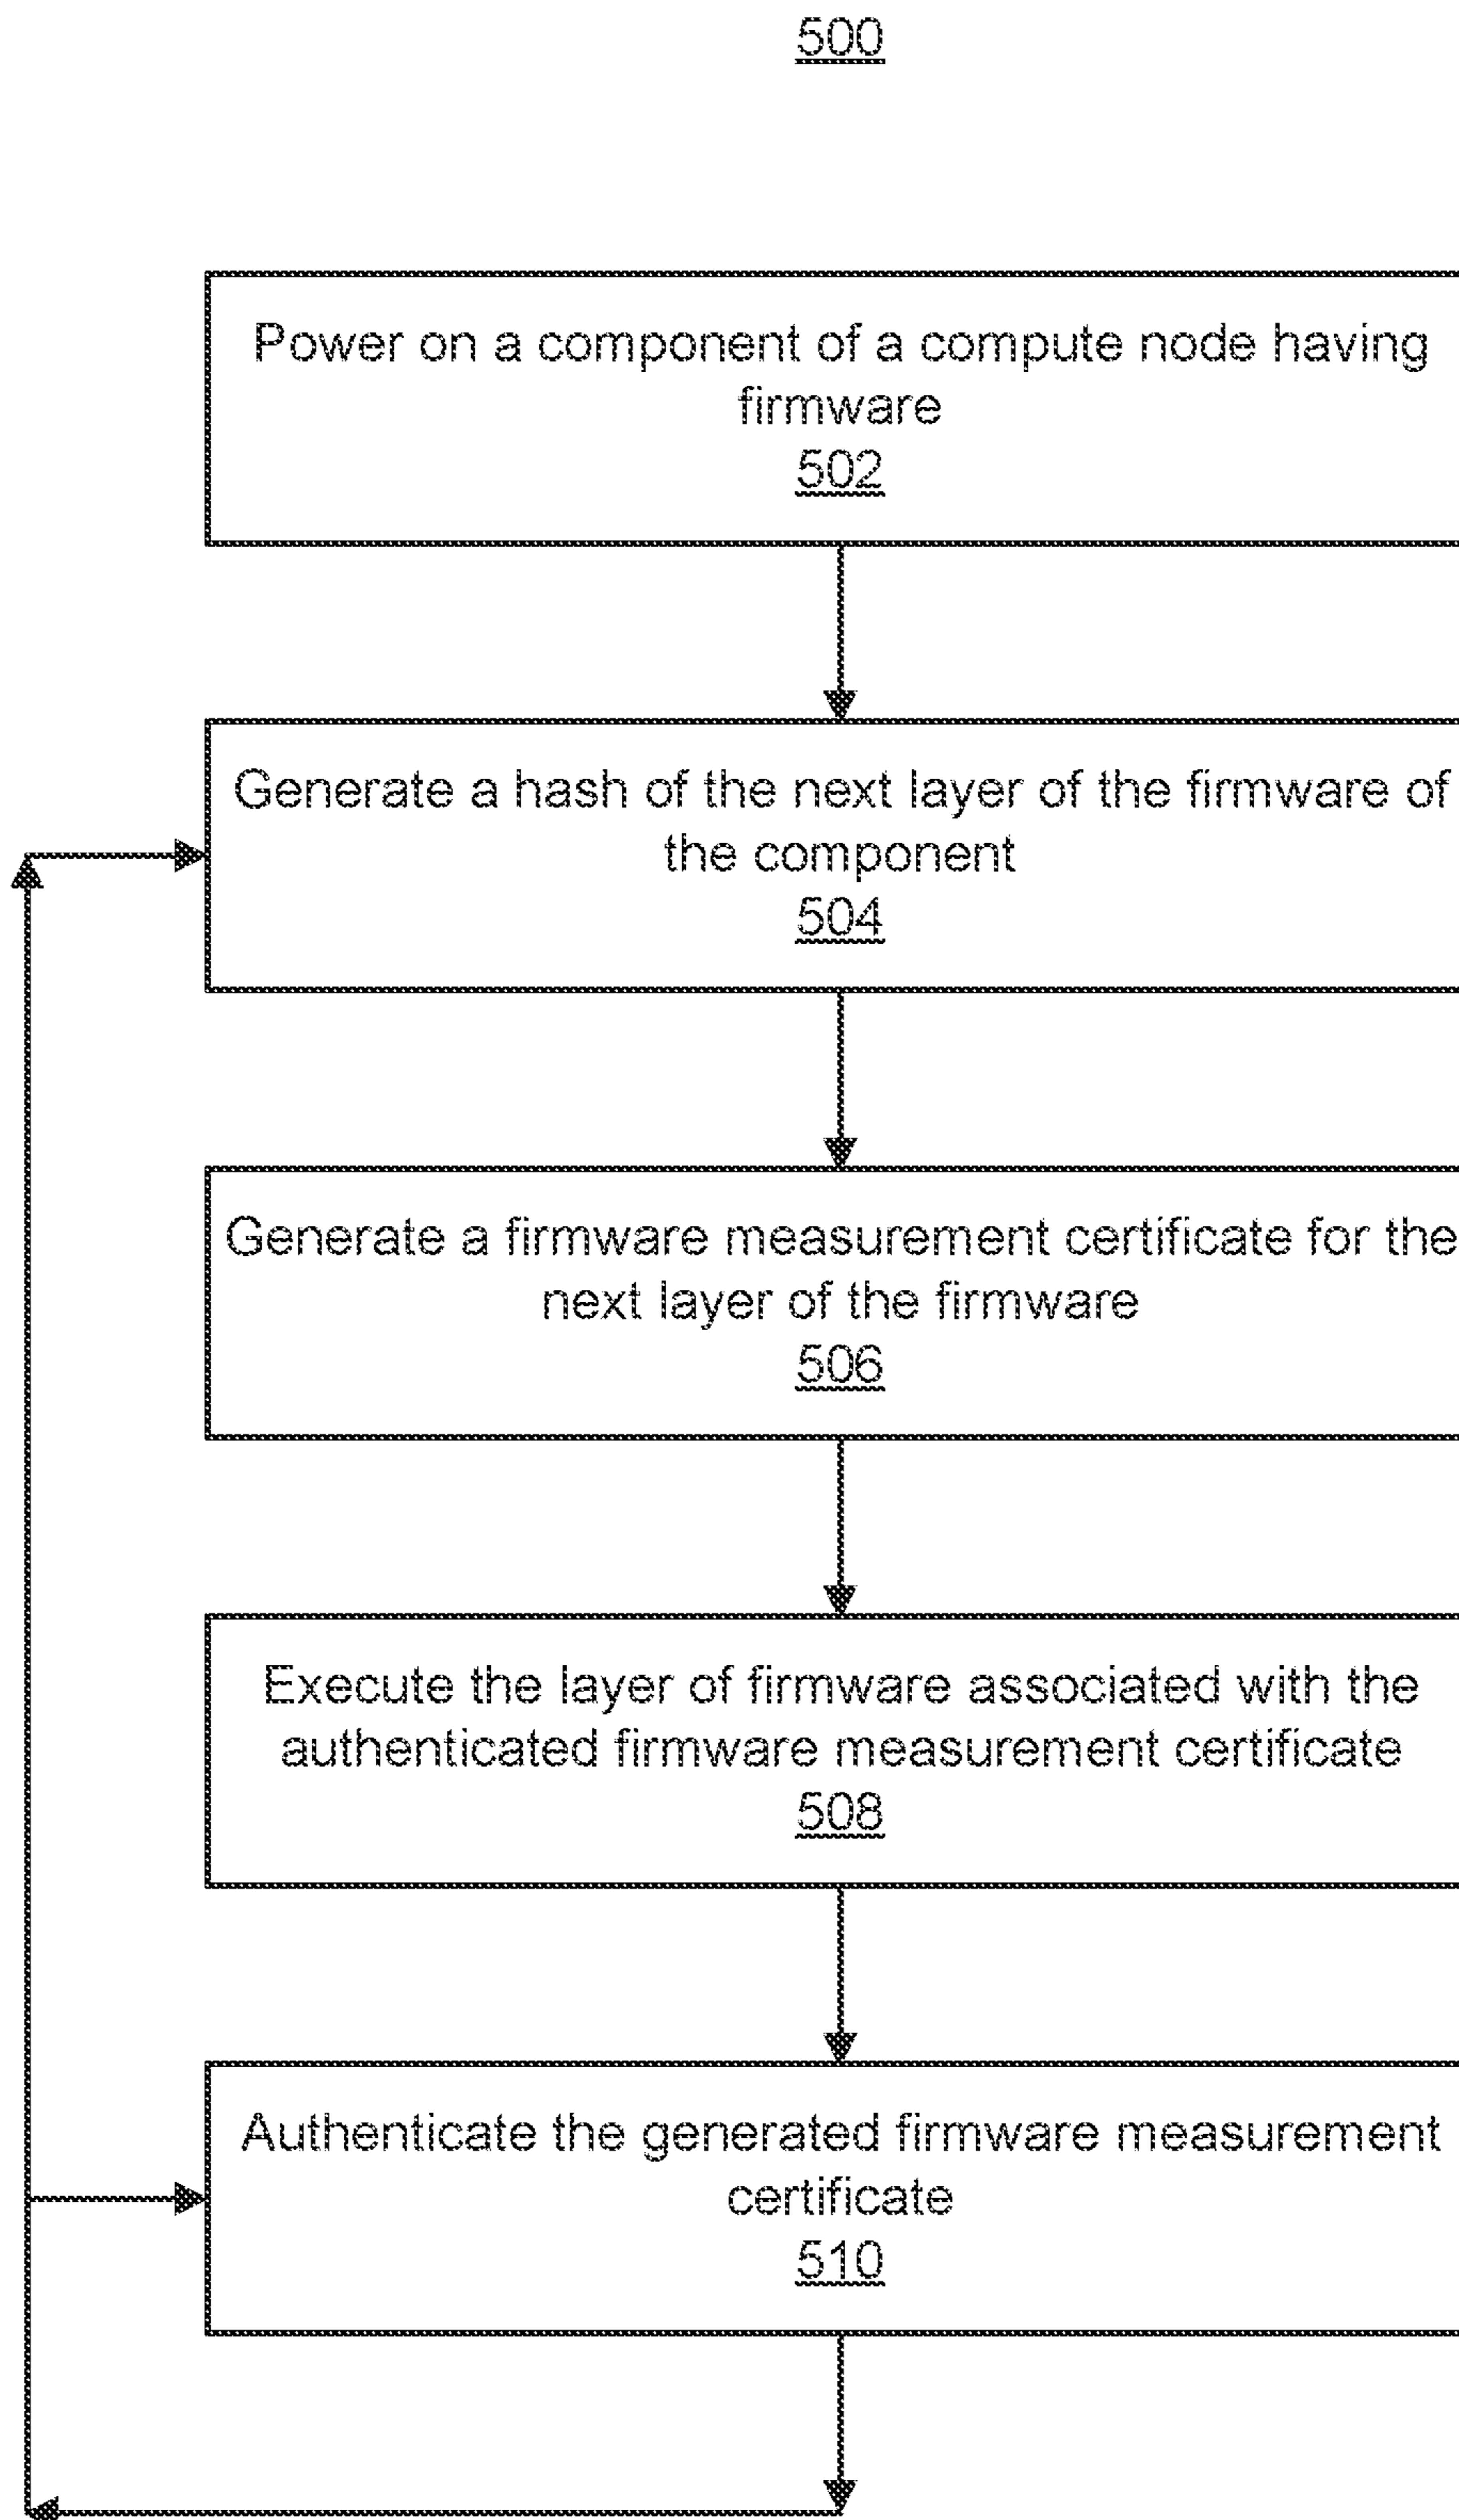 500
Power on a component of a compute node having
firmware
502
Generate a hash of the next layer of the firmware of
the component
504
Generate a firmware measurement certificate for the
next layer of the firmware
506
Execute the layer of firmware associated with the
authenticated firmware measurement certificate
508
Authenticate the generated firmware measurement
certificate
510